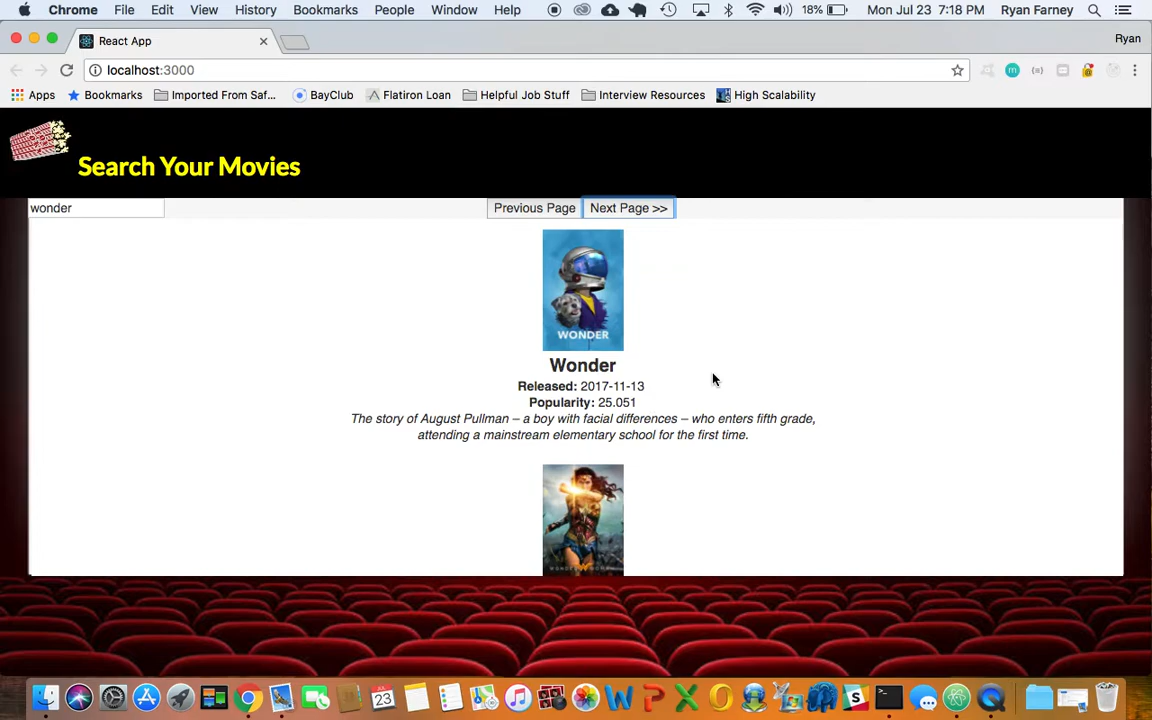 Chrome File Edit View History Bookmarks People Window Help 18% Mon Jul 23 7:18 PM Ryan Farney
React App
Ryan
localhost:3000
Apps Bookmarks Imported From Saf... BayClub Flatiron Loan Helpful Job Stuff Interview Resources High Scalability
Search Your Movies
wonder Previous Page Next Page >>
WONDER
Wonder
Released: 2017-11-13
Popularity: 25.051
The story of August Pullman – a boy with facial differences – who enters fifth grade,
attending a mainstream elementary school for the first time.
23